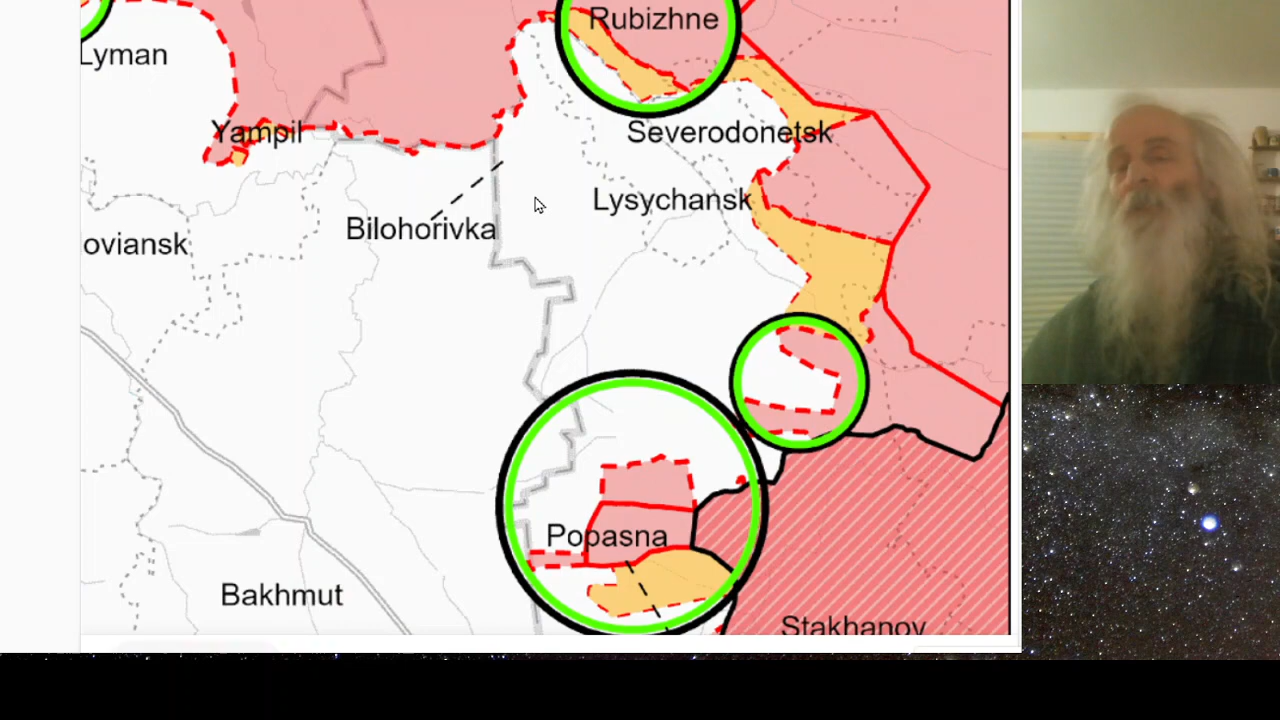 Rubizhne
Lyman
Yampil
Severodonetsk
Lysychansk
Bilohorivka
oviansk
Popasna
Bakhmut
Stakhanov